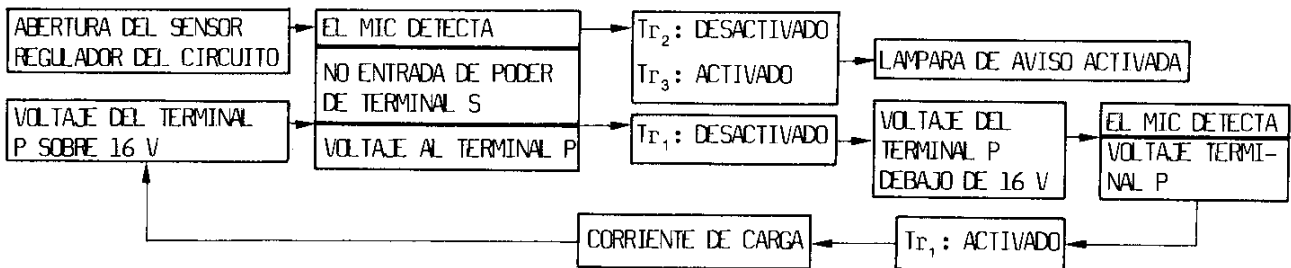 ABERTURA DEL SENSOR
REGULADOR DEL CIRCUITO
EL MIC DETECTA
NO ENTRADA DE PODER
DE TERMINAL S
VOLTAJE AL TERMINAL P
Tr₂: DESACTIVADO
Tr₃: ACTIVADO
LAMPARA DE AVISO ACTIVADA
VOLTAJE DEL TERMINAL
P SOBRE 16 V
Tr₁: DESACTIVADO
VOLTAJE DEL
TERMINAL P
DEBAJO DE 16 V
EL MIC DETECTA
VOLTAJE TERMI-
NAL P
CORRIENTE DE CARGA
Tr₁: ACTIVADO